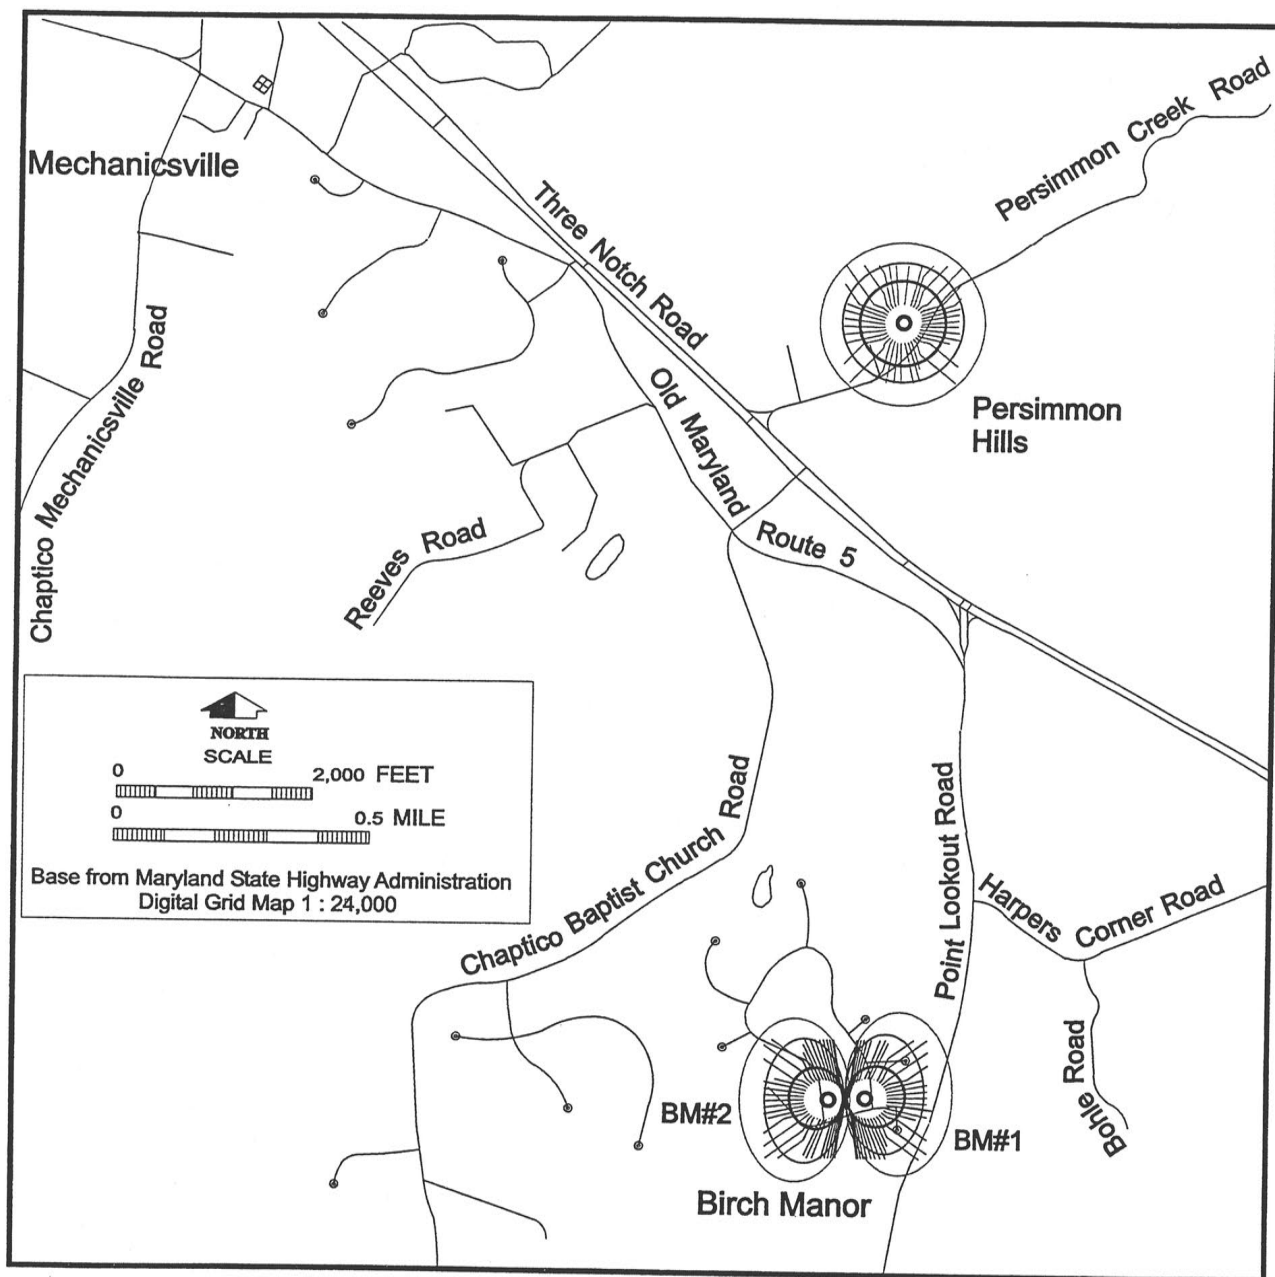 Persimmon Creek Road
Mechanicsville
Three Notch Road
Chaptico Mechanicsville Road
Old Maryland Route 5
Persimmon
Hills
Reeves Road
NORTH
SCALE
0 2,000 FEET
0 0.5 MILE
Base from Maryland State Highway Administration
Digital Grid Map 1 : 24,000
Chaptico Baptist Church Road
Point Lookout Road
Harpers Corner Road
Bohle Road
BM#2
BM#1
Birch Manor